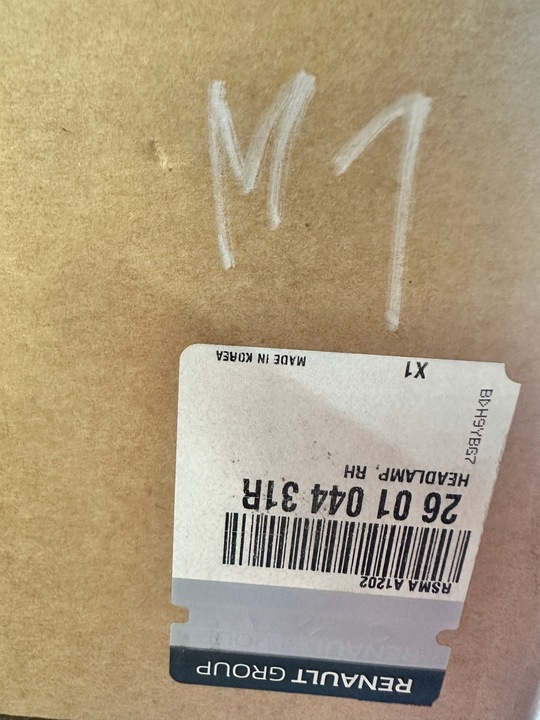 M1
RENAULT GROUP
RSMA A1202
26 01 044 31R
HEADLAMP, RH
X1
MADE IN KOREA